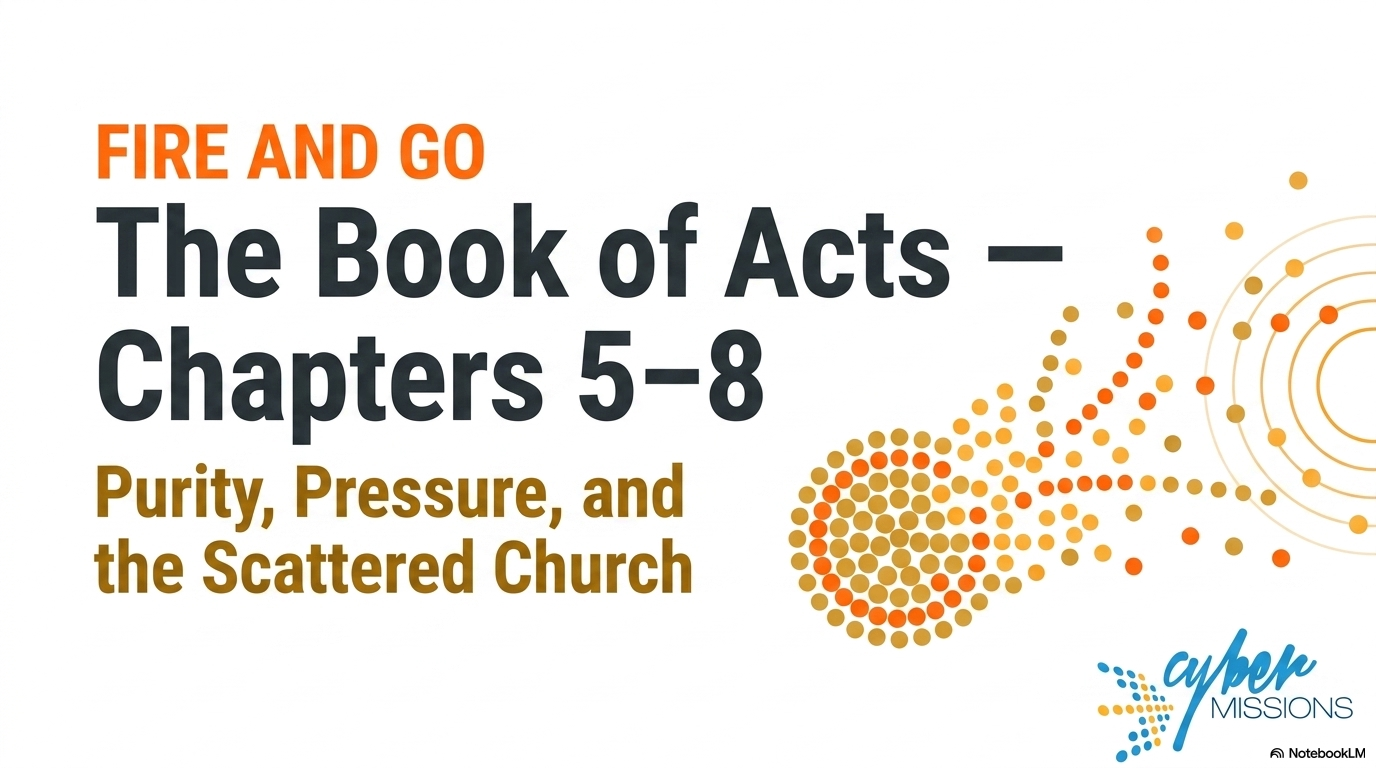 FIRE AND GO
The Book of Acts —
Chapters 5–8
Purity, Pressure, and
the Scattered Church
cyber
MISSIONS
NotebookLM